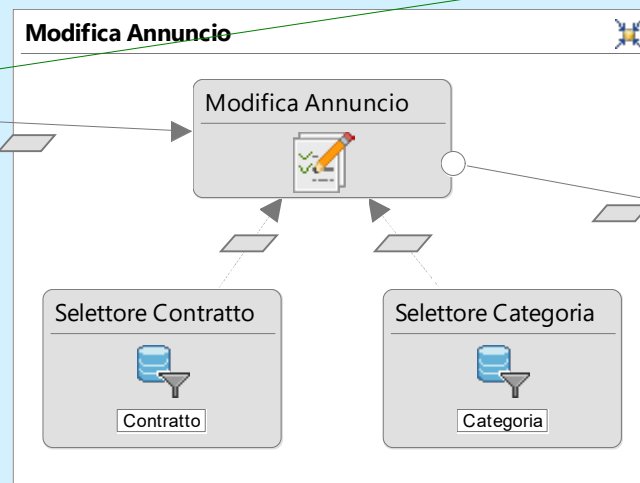 Modifica Annuncio
Modifica Annuncio
Selettore Contratto
Contratto
Selettore Categoria
Categoria